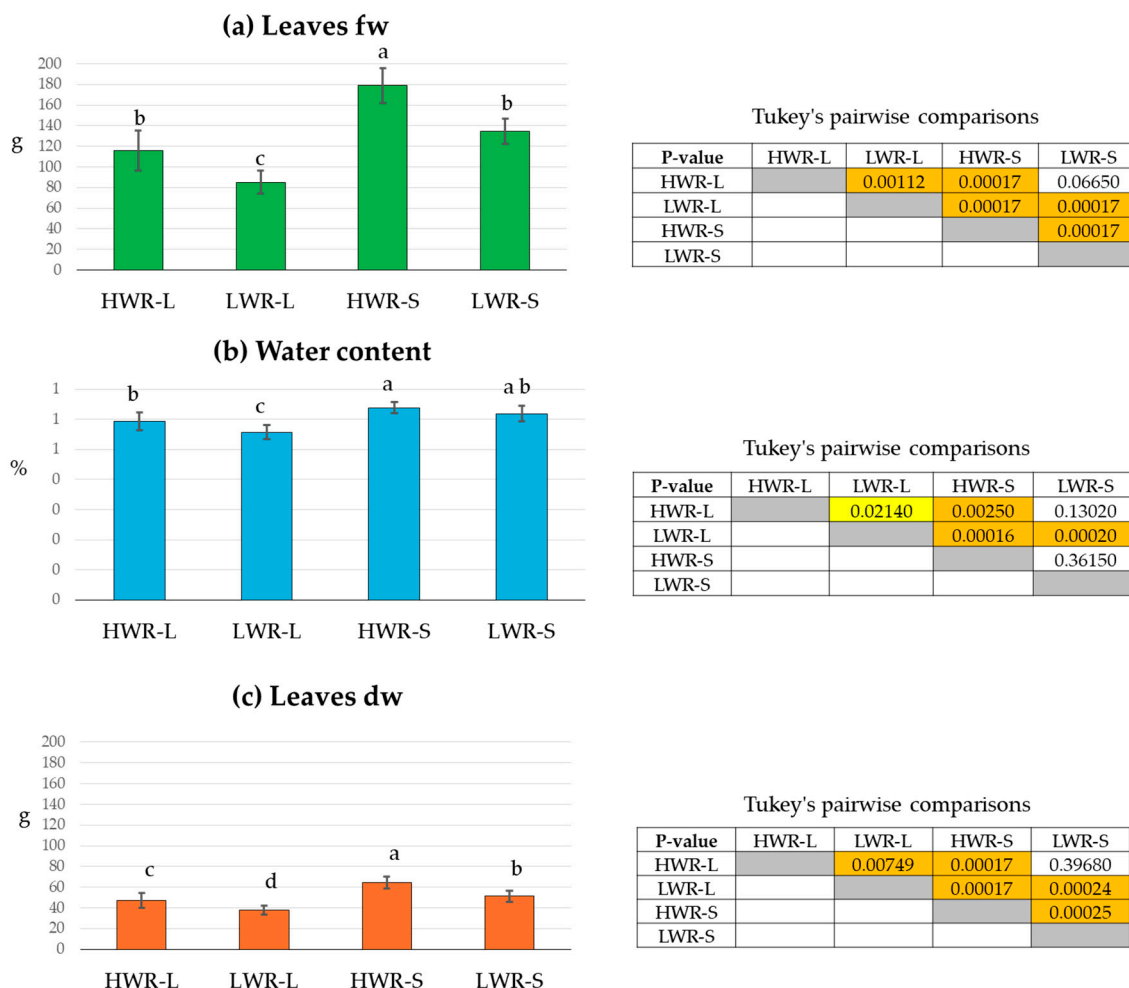 (a) Leaves fw
200
180
160
140
120
100
80
60
40
20
0
g
b
c
a
b
HWR-L LWR-L HWR-S LWR-S
Tukey's pairwise comparisons
P-value HWR-L LWR-L HWR-S LWR-S
HWR-L 0.00112 0.00017 0.06650
LWR-L 0.00017 0.00017
HWR-S 0.00017
LWR-S
(b) Water content
1
1
1
0
0
0
0
0
%
b
c
a
a b
HWR-L LWR-L HWR-S LWR-S
Tukey's pairwise comparisons
P-value HWR-L LWR-L HWR-S LWR-S
HWR-L 0.02140 0.00250 0.13020
LWR-L 0.00016 0.00020
HWR-S 0.36150
LWR-S
(c) Leaves dw
200
180
160
140
120
100
80
60
40
20
0
g
c
d
a
b
HWR-L LWR-L HWR-S LWR-S
Tukey's pairwise comparisons
P-value HWR-L LWR-L HWR-S LWR-S
HWR-L 0.00749 0.00017 0.39680
LWR-L 0.00017 0.00024
HWR-S 0.00025
LWR-S